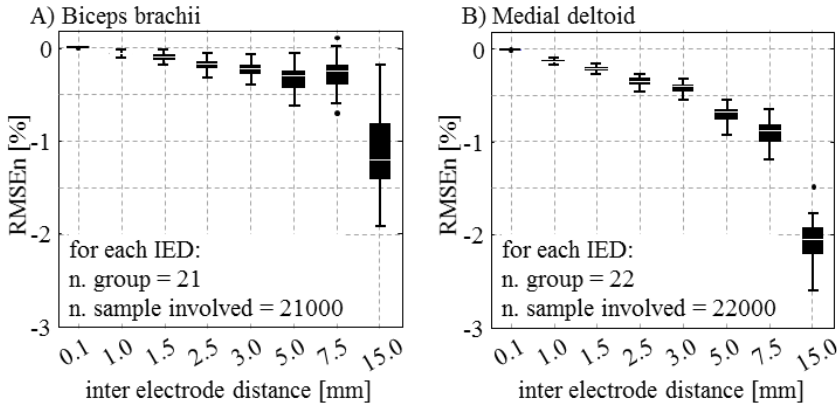 A) Biceps brachii
RMSEn [%]
0
-1
-2
-3
for each IED:
n. group = 21
n. sample involved = 21000
0.1 1.0 1.5 2.5 3.0 5.0 7.5 15.0
inter electrode distance [mm]
B) Medial deltoid
RMSEn [%]
0
-1
-2
-3
for each IED:
n. group = 22
n. sample involved = 22000
0.1 1.0 1.5 2.5 3.0 5.0 7.5 15.0
inter electrode distance [mm]